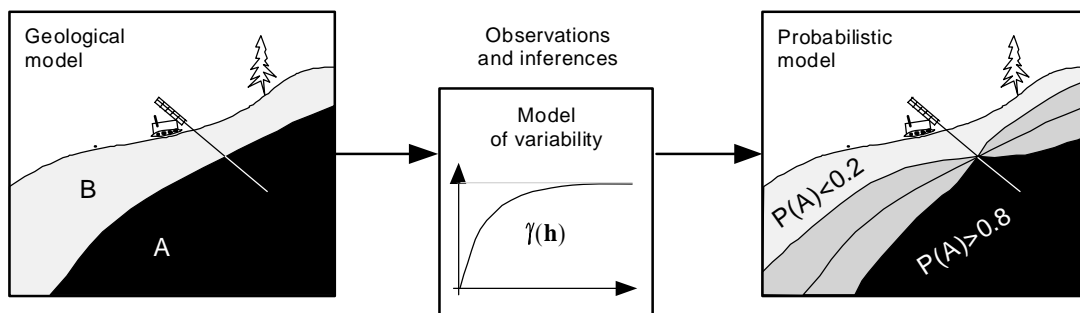 Geological
model
B
A
Observations
and inferences
Model
of variability
γ(h)
Probabilistic
model
P(A)<0.2
P(A)>0.8